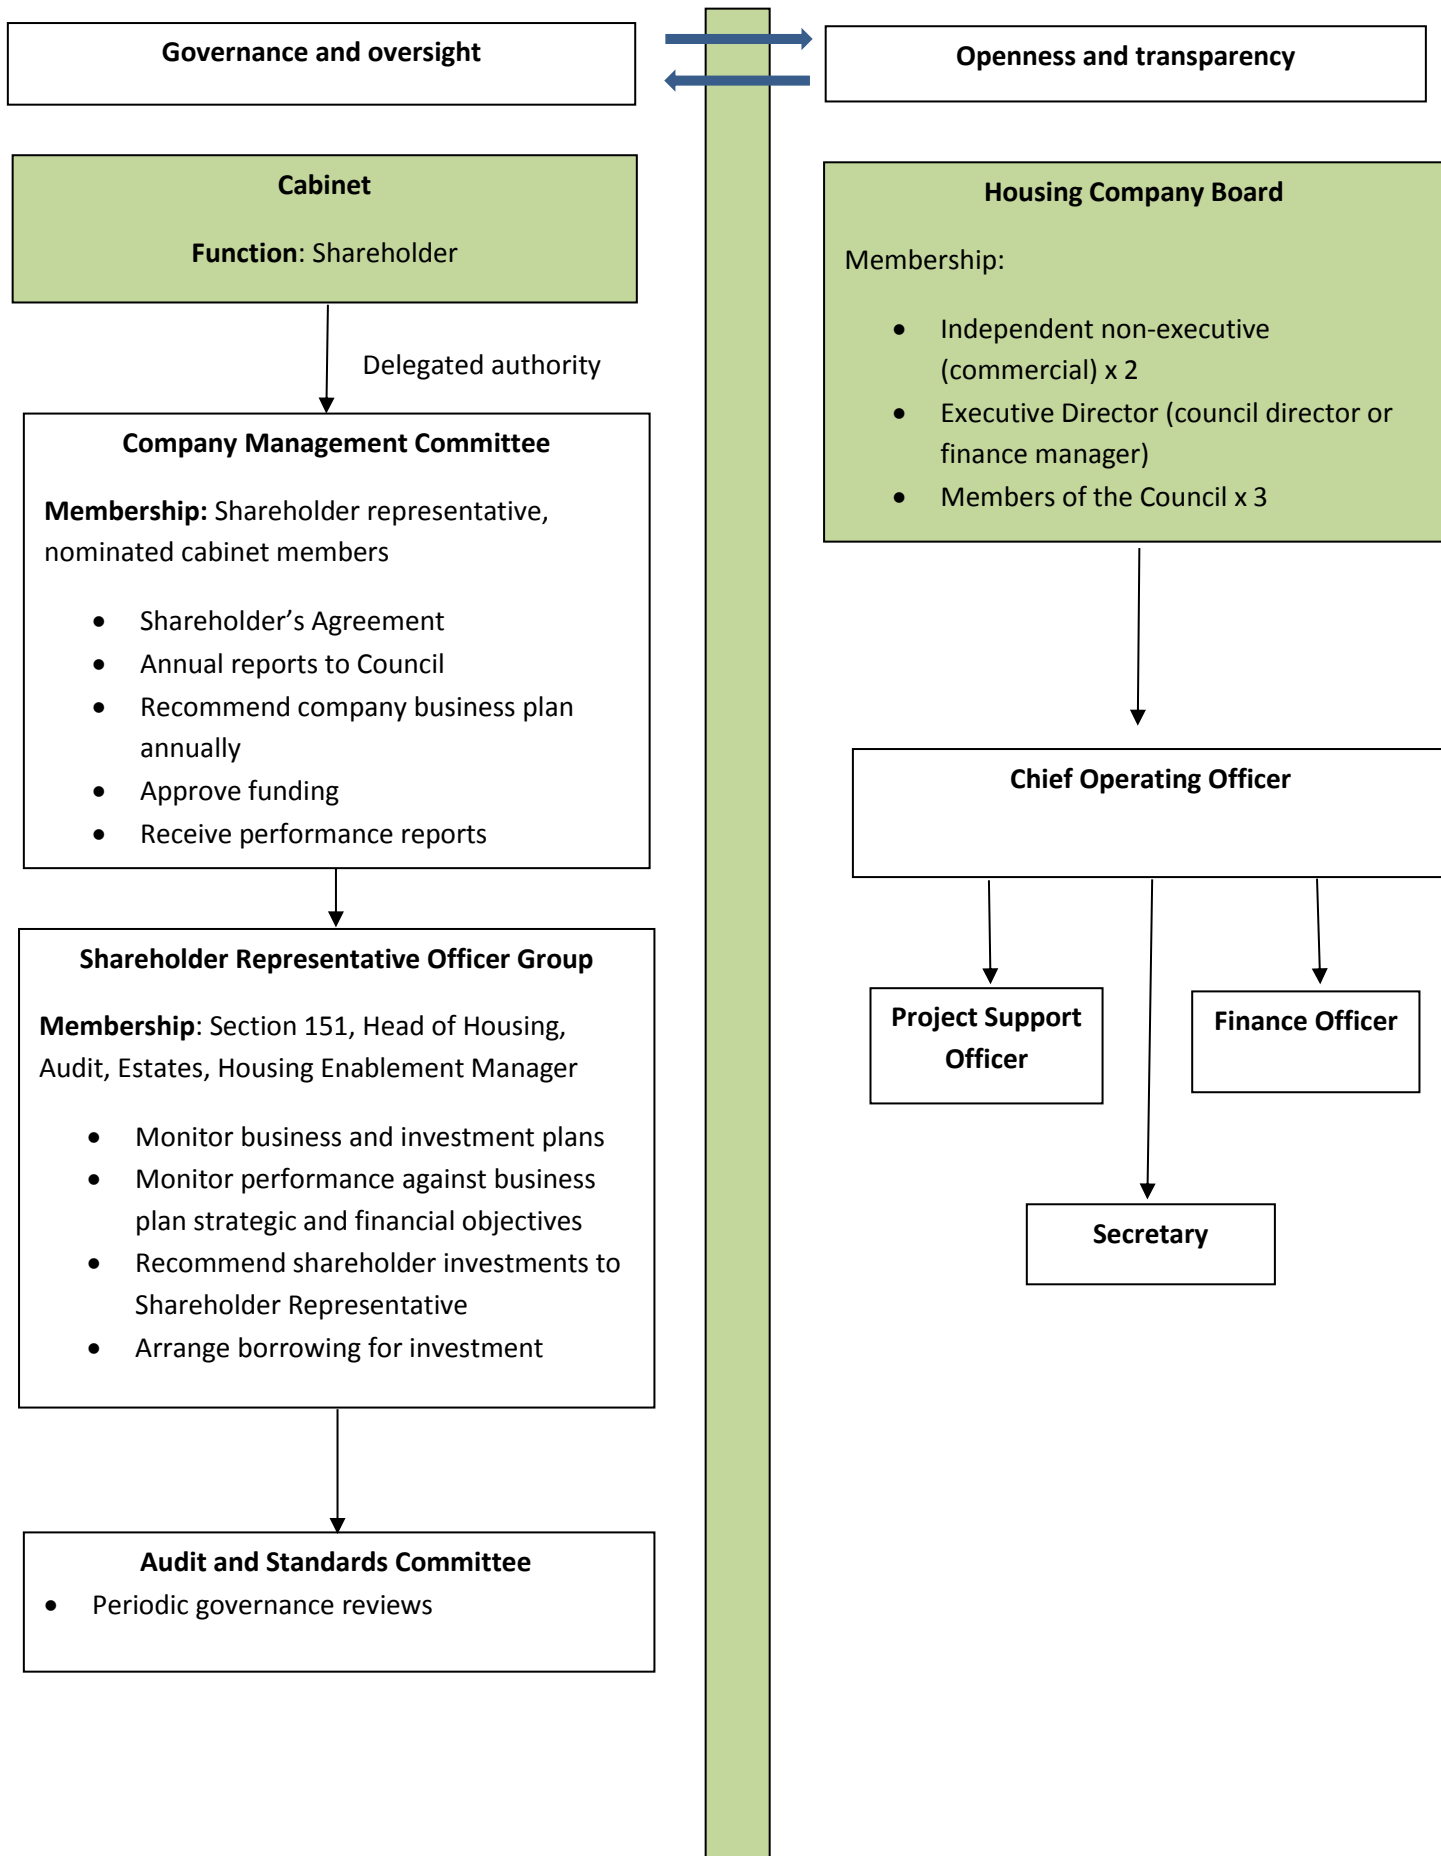 Governance and oversight
Openness and transparency
Cabinet
Function: Shareholder
Delegated authority
Company Management Committee
Membership: Shareholder representative,
nominated cabinet members
• Shareholder’s Agreement
• Annual reports to Council
• Recommend company business plan
annually
• Approve funding
• Receive performance reports
Shareholder Representative Officer Group
Membership: Section 151, Head of Housing,
Audit, Estates, Housing Enablement Manager
• Monitor business and investment plans
• Monitor performance against business
plan strategic and financial objectives
• Recommend shareholder investments to
Shareholder Representative
• Arrange borrowing for investment
Audit and Standards Committee
• Periodic governance reviews
Housing Company Board
Membership:
• Independent non-executive
(commercial) x 2
• Executive Director (council director or
finance manager)
• Members of the Council x 3
Chief Operating Officer
Project Support
Officer
Finance Officer
Secretary